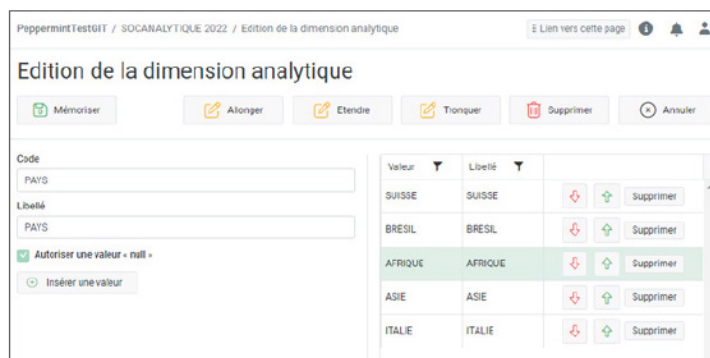 PeppermintTestGIT / SOCANALYTIQUE 2022 / Edition de la dimension analytique
Lien vers cette page
Edition de la dimension analytique
Mémoriser
Allonger
Etendre
Tronquer
Supprimer
Annuler
Code
PAYS
Libellé
PAYS
Autoriser une valeur « null »
Insérer une valeur
Valeur Libellé
SUISSE SUISSE Supprimer
BRESIL BRESIL Supprimer
AFRIQUE AFRIQUE Supprimer
ASIE ASIE Supprimer
ITALIE ITALIE Supprimer